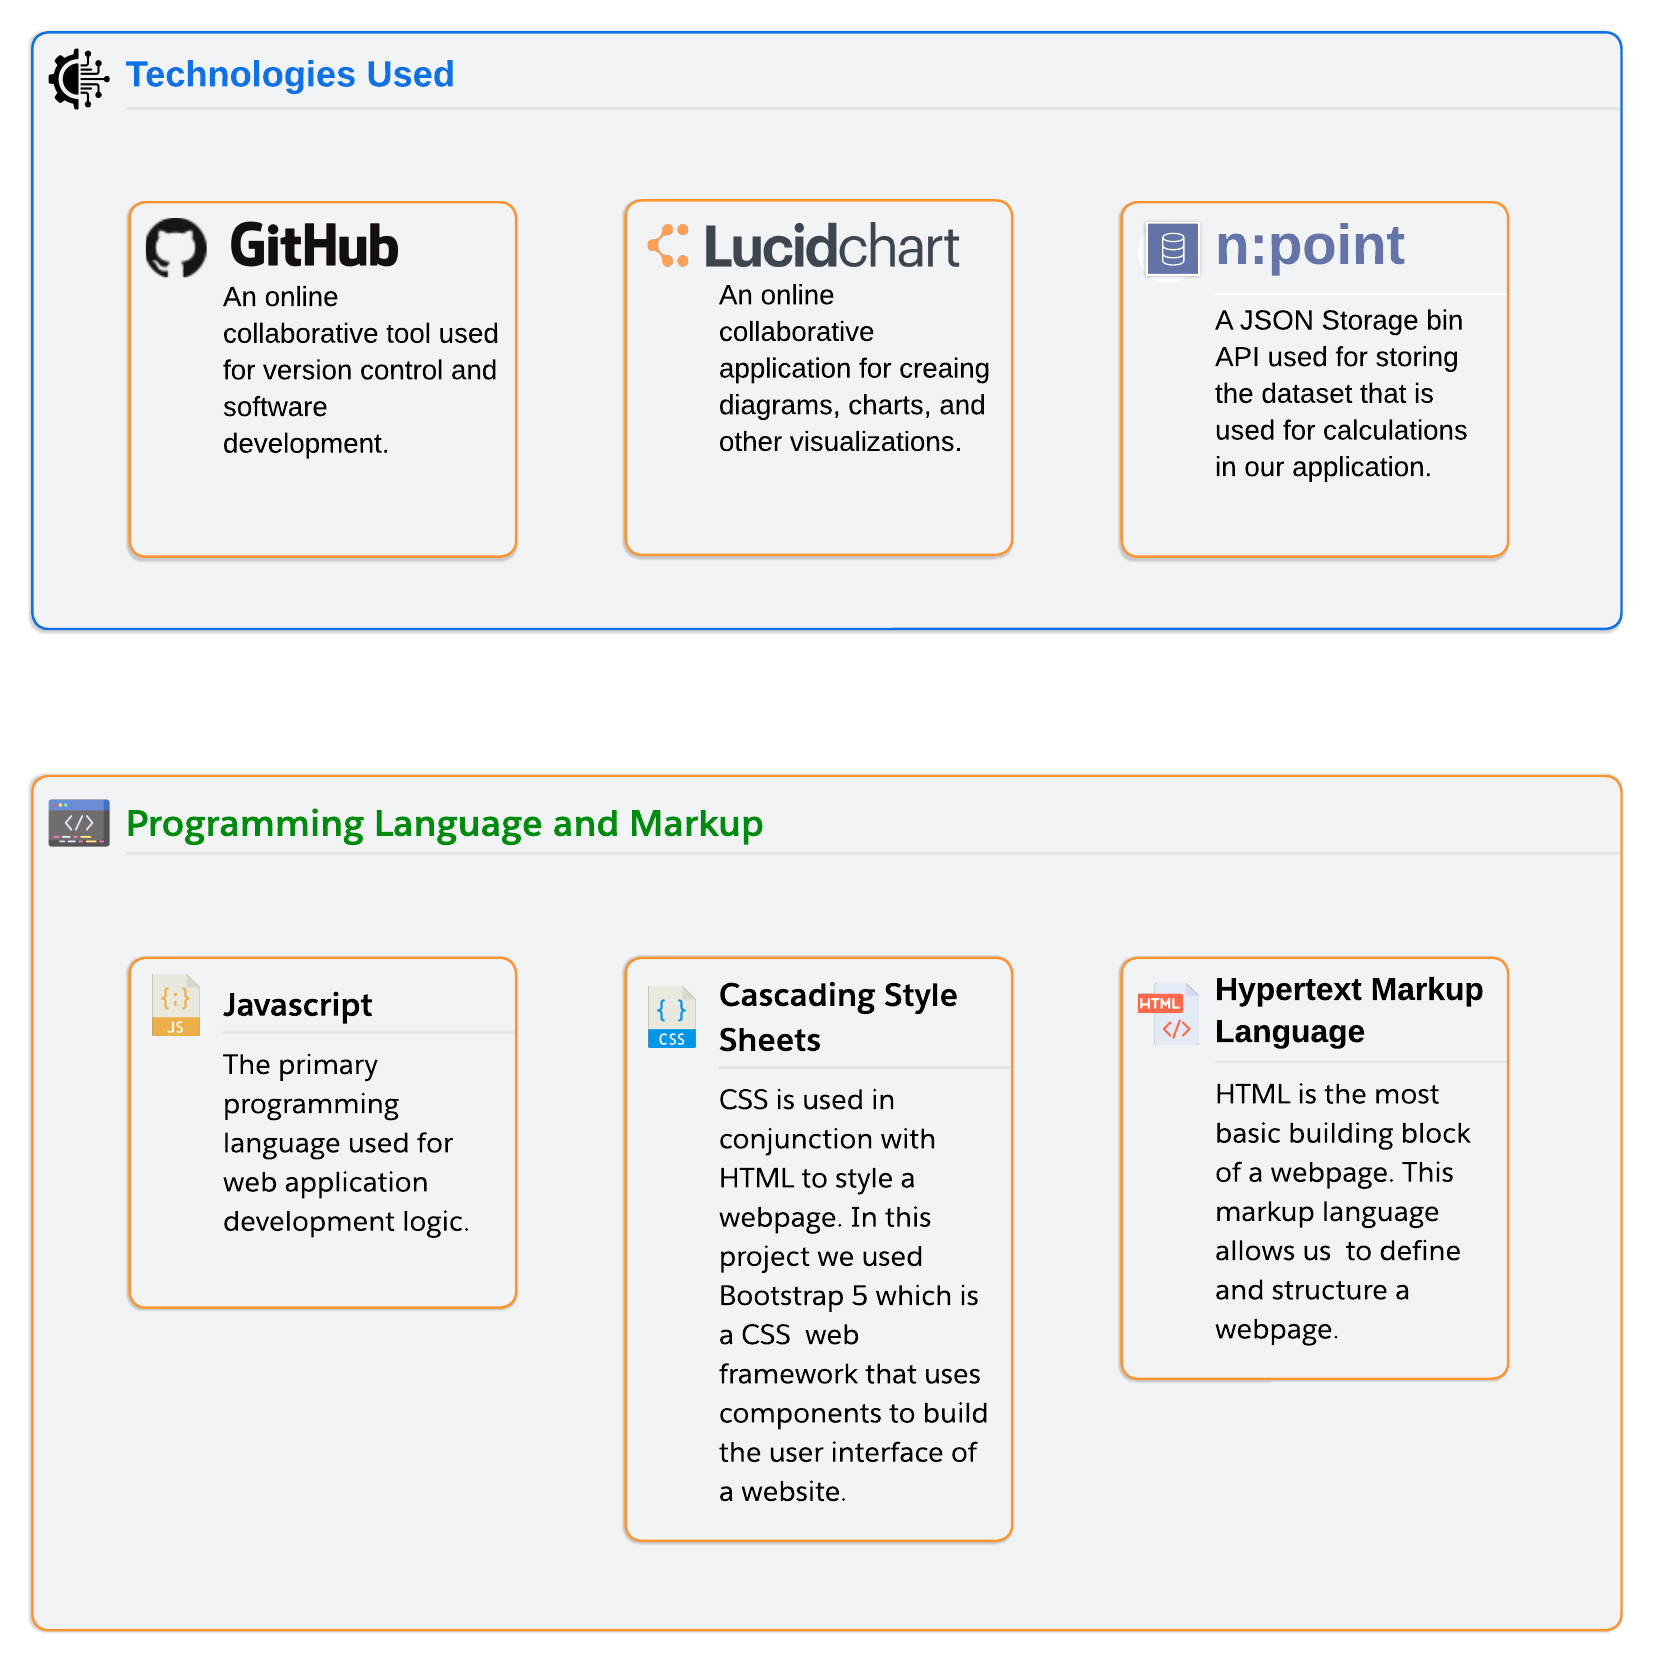 Technologies Used
GitHub
An online
collaborative tool used
for version control and
software
development.
Lucidchart
An online
collaborative
application for creaing
diagrams, charts, and
other visualizations.
n:point
A JSON Storage bin
API used for storing
the dataset that is
used for calculations
in our application.
</>
Programming Language and Markup
{;}
JS
Javascript
The primary
programming
language used for
web application
development logic.
{ }
CSS
Cascading Style
Sheets
CSS is used in
conjunction with
HTML to style a
webpage. In this
project we used
Bootstrap 5 which is
a CSS  web
framework that uses
components to build
the user interface of
a website.
HTML
</>
Hypertext Markup
Language
HTML is the most
basic building block
of a webpage. This
markup language
allows us  to define
and structure a
webpage.